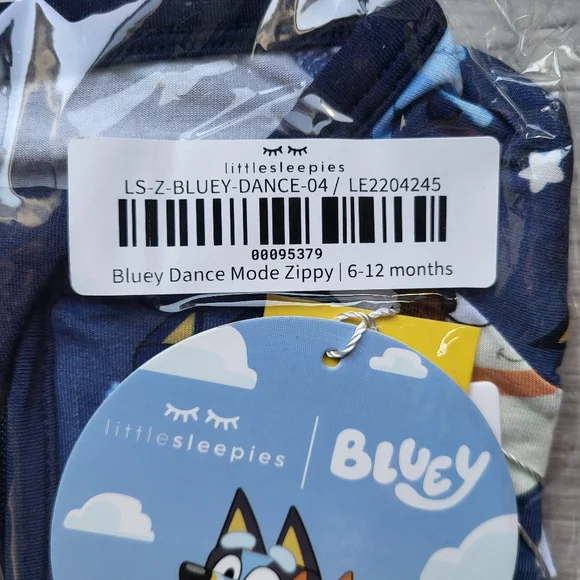 littlesleepies
LS-Z-BLUEY-DANCE-04 / LE2204245
00095379
Bluey Dance Mode Zippy | 6-12 months
littlesleepies
BLUEY